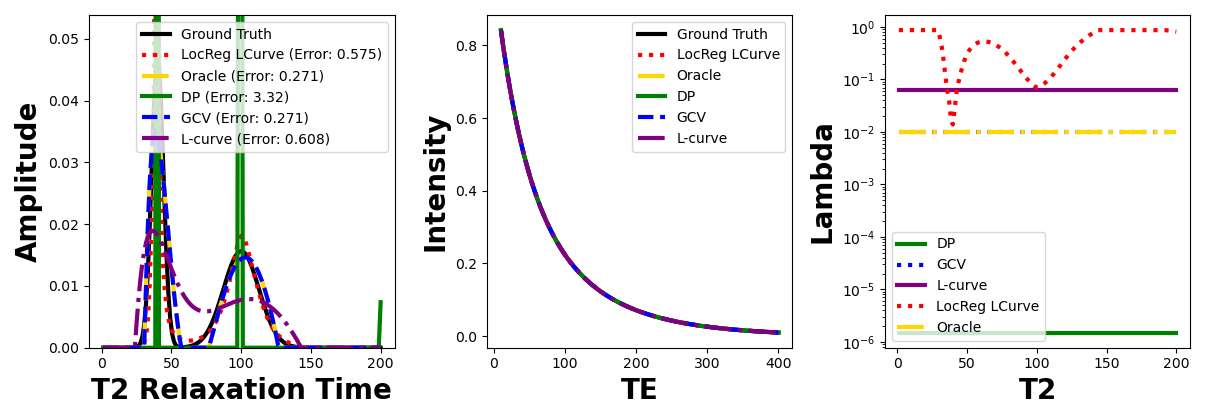 Amplitude
0.05
0.04
0.03
0.02
0.01
0.00
0
50
100
150
200
T2 Relaxation Time
Ground Truth
LocReg LCurve (Error: 0.575)
Oracle (Error: 0.271)
DP (Error: 3.32)
GCV (Error: 0.271)
L-curve (Error: 0.608)
Intensity
0.8
0.6
0.4
0.2
0.0
0
100
200
300
400
TE
Ground Truth
LocReg LCurve
Oracle
DP
GCV
L-curve
Lambda
10⁰
10⁻¹
10⁻²
10⁻³
10⁻⁴
10⁻⁵
10⁻⁶
0
50
100
150
200
T2
DP
GCV
L-curve
LocReg LCurve
Oracle